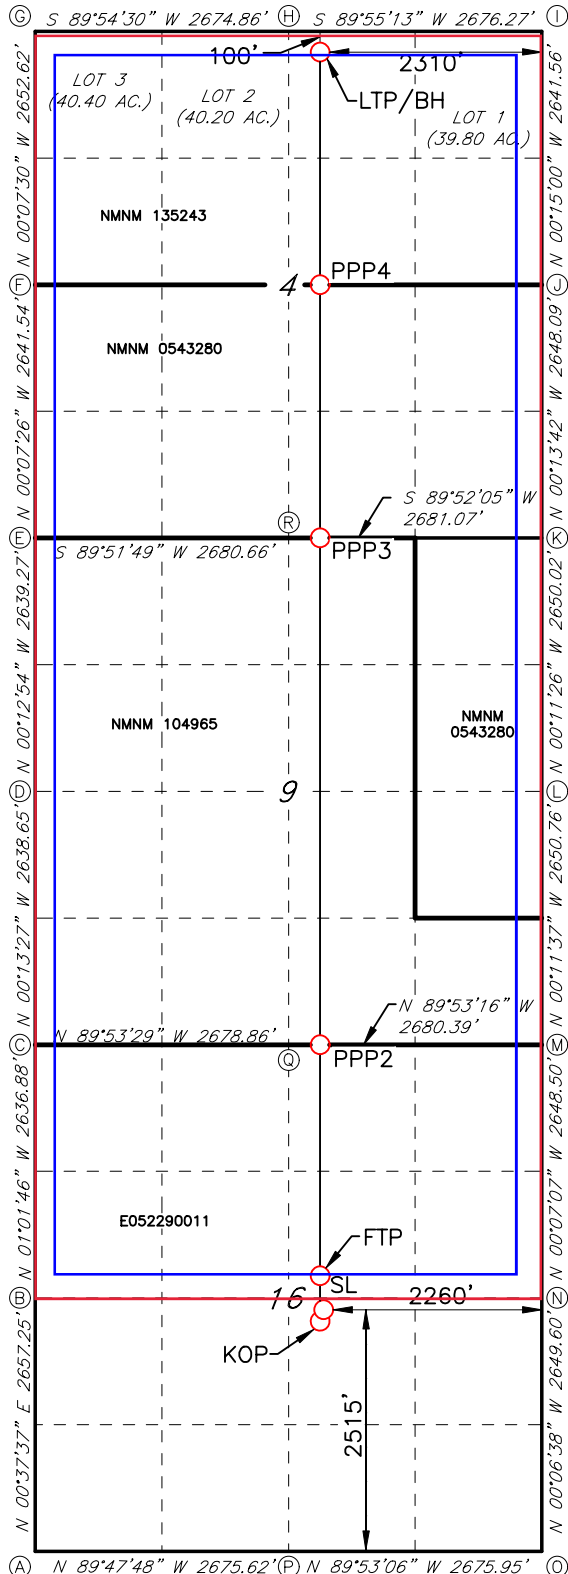 G S 89°54'30" W 2674.86' H S 89°55'13" W 2676.27' I
100'
2310'
LTP/BH
LOT 3
(40.40 AC.)
LOT 2
(40.20 AC.)
LOT 1
(39.80 AC.)
N 00°07'30" W 2652.62'
N 00°15'00" W 2641.56'
NMNM 135243
PPP4
F 4 J
N 00°07'26" W 2641.54'
N 00°13'42" W 2648.09'
NMNM 0543280
S 89°52'05" W
2681.07'
R
E K
S 89°51'49" W 2680.66'
PPP3
N 00°12'54" W 2639.27'
N 00°11'26" W 2650.02'
NMNM 104965
NMNM
0543280
D 9 L
N 00°13'27" W 2638.65'
N 00°11'37" W 2650.76'
N 89°53'16" W
2680.39'
N 89°53'29" W 2678.86'
C M
Q
PPP2
N 01°01'46" W 2636.88'
N 00°07'07" W 2648.50'
E052290011
FTP
SL
B 16 2260' N
KOP
2515'
N 00°37'37" E 2657.25'
N 00°06'38" W 2649.60'
A N 89°47'48" W 2675.62' P N 89°53'06" W 2675.95' O